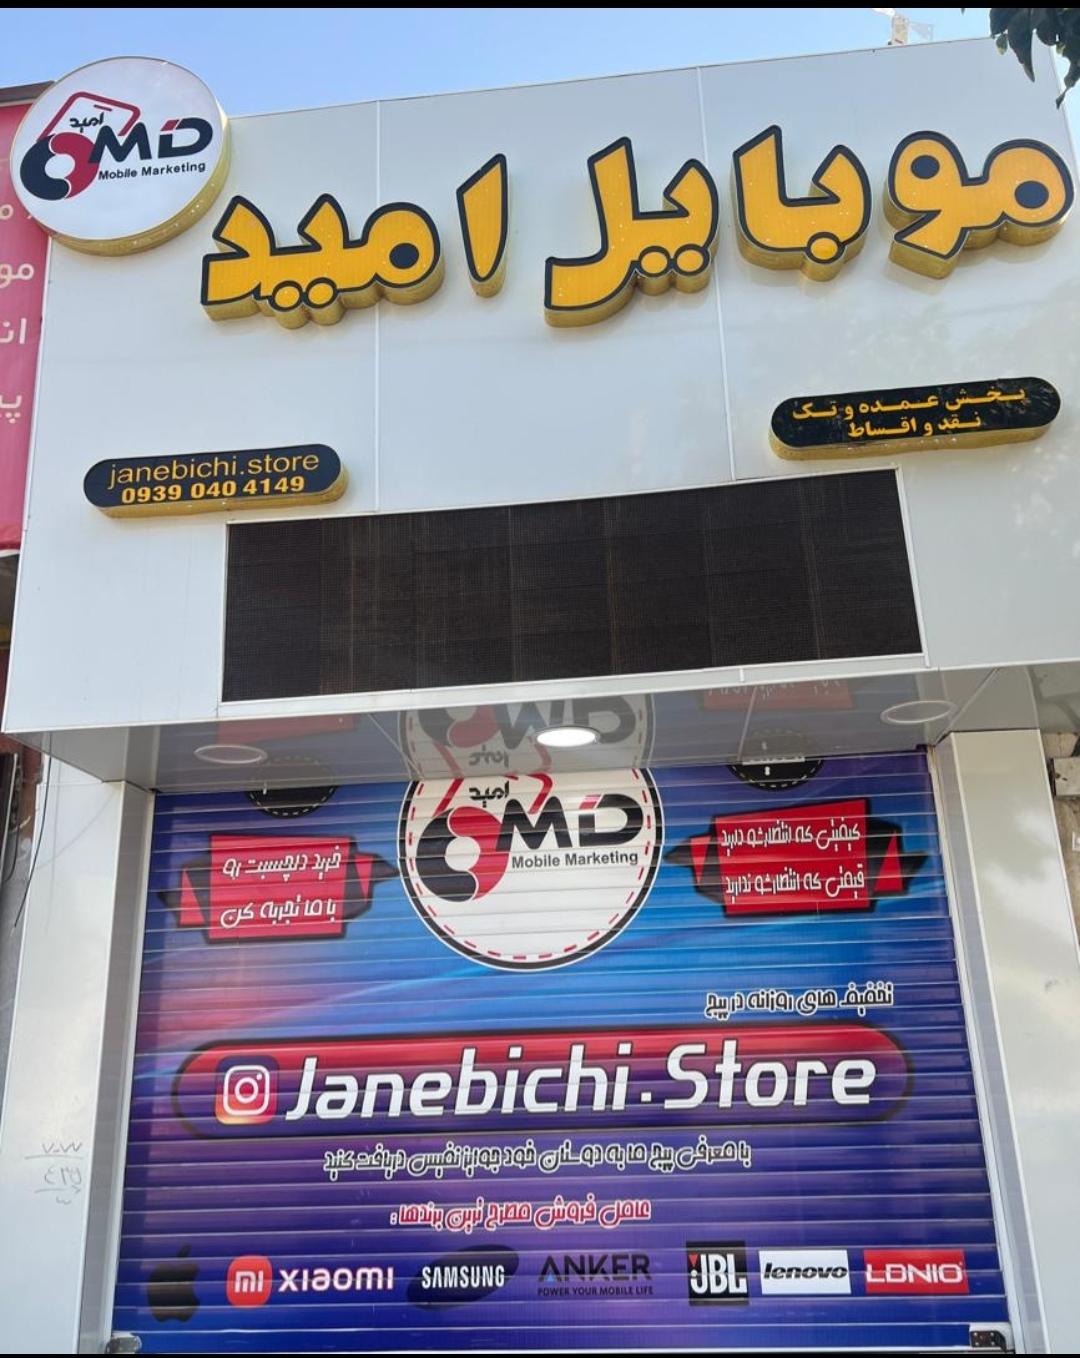 امید
OMD
Mobile Marketing
موبایل امید
پخش عمده و تک
نقد و اقساط
janebichi.store
0939 040 4149
امید
OMD
Mobile Marketing
خرید دلچسبت رو
با ما تجربه کن
کیفیتی که انتظارشو دارید
قیمتی که انتظارشو ندارید
تخفیف های روزانه در پیج
Janebichi.Store
با معرفی پیج ما به دوستان خود جوایز نفیس دریافت کنید
عامل فروش مطرح ترین برندها :
mi xiaomi SAMSUNG ANKER JBL lenovo LDNIO
POWER YOUR MOBILE LIFE